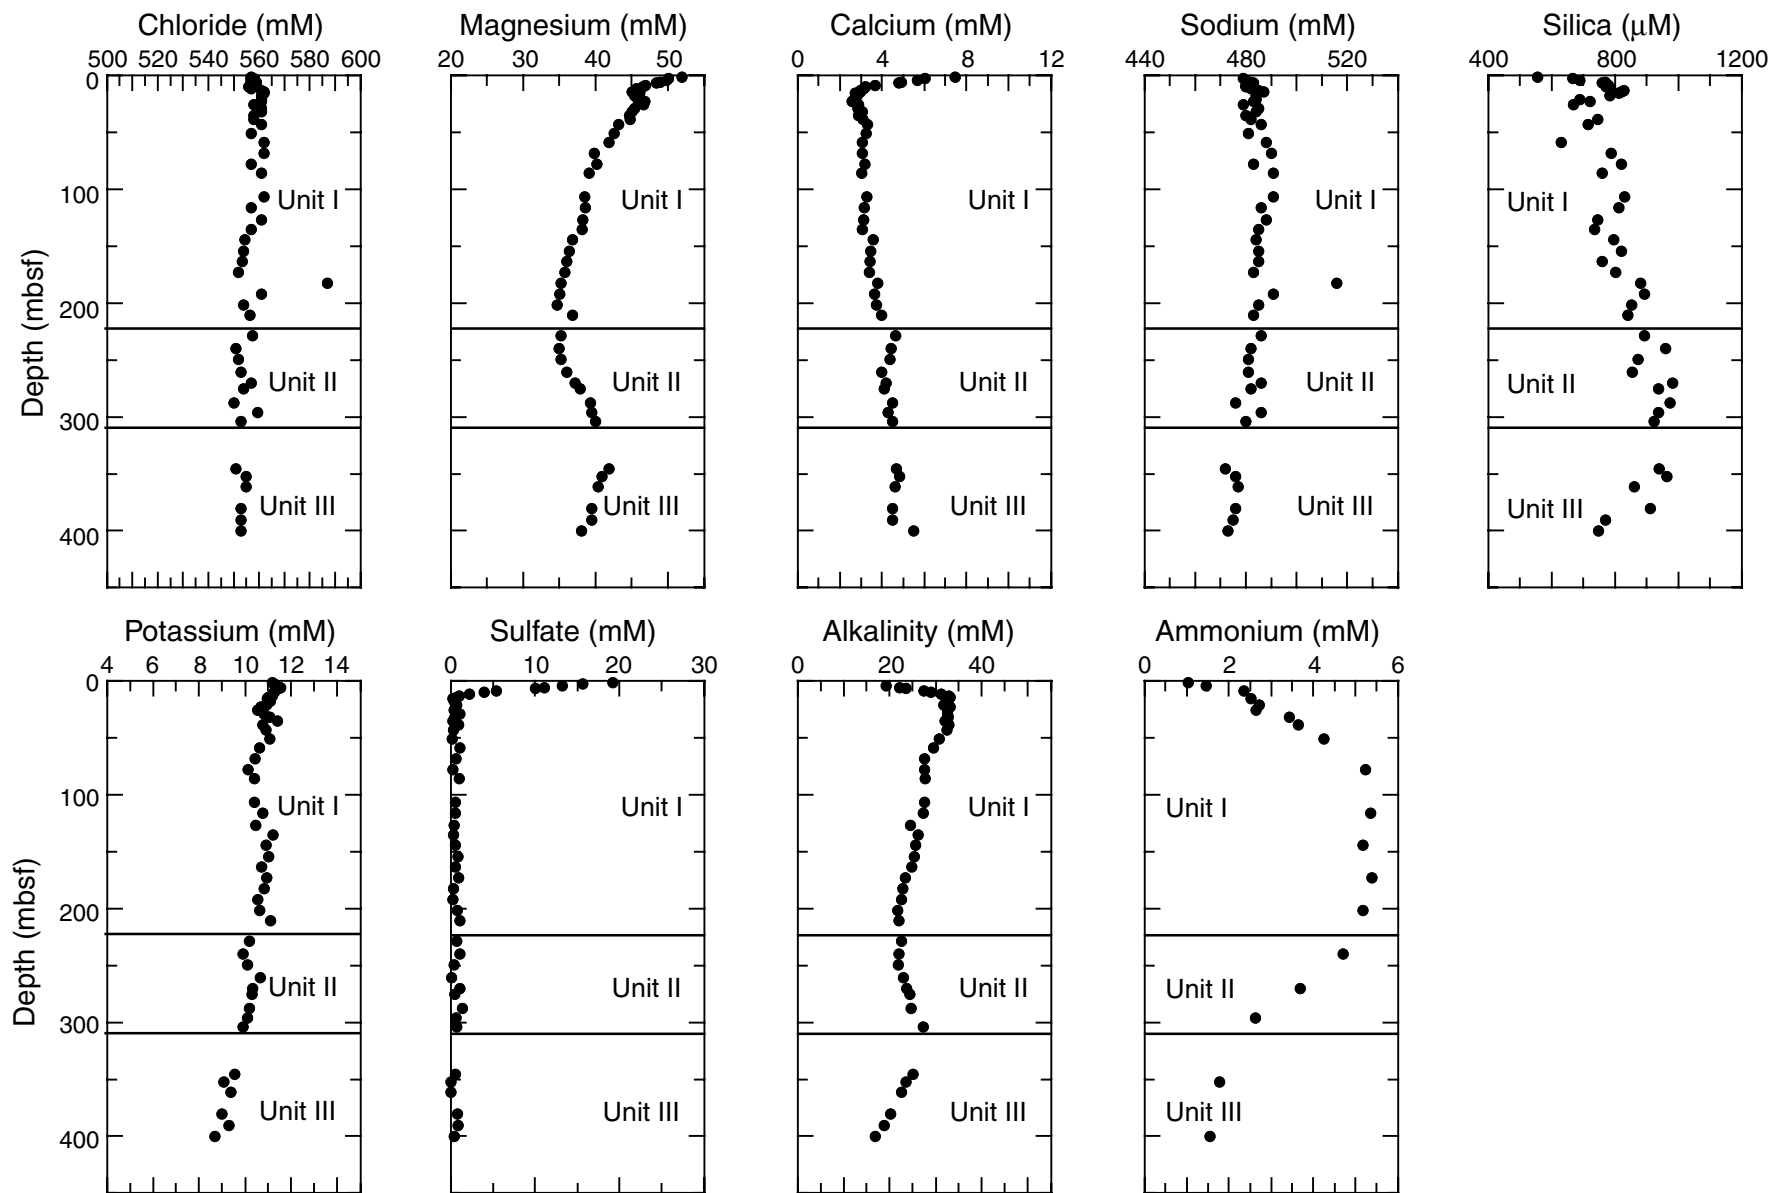 Chloride (mM) Magnesium (mM) Calcium (mM) Sodium (mM) Silica (μM)
500 520 540 560 580 600 20 30 40 50 0 4 8 12 440 480 520 400 800 1200
0
100
Unit I Unit I Unit I Unit I Unit I
200
Depth (mbsf)
Unit II Unit II Unit II Unit II Unit II
300
Unit III Unit III Unit III Unit III Unit III
400
Potassium (mM) Sulfate (mM) Alkalinity (mM) Ammonium (mM)
4 6 8 10 12 14 0 10 20 30 0 20 40 0 2 4 6
0
100
Unit I Unit I Unit I Unit I
200
Depth (mbsf)
Unit II Unit II Unit II Unit II
300
Unit III Unit III Unit III Unit III
400